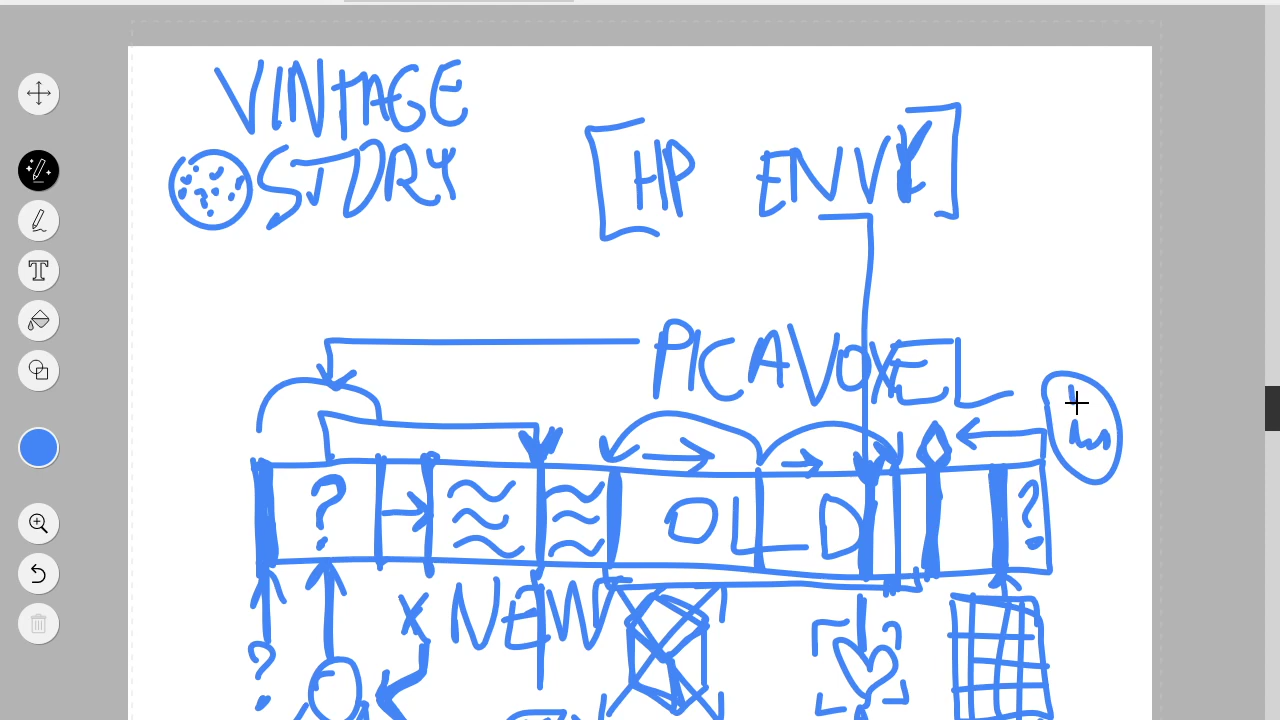 VINTAGE
STORY
[HP ENVY]
PICAVOXEL
?
OLD
?
x NEW
?